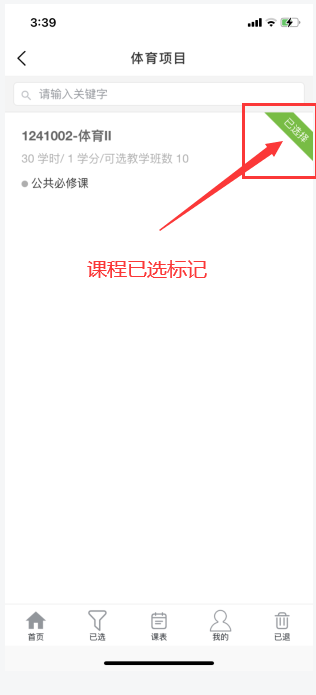 3:39
体育项目
请输入关键字
已选择
1241002-体育II
30 学时/ 1 学分/可选教学班数 10
公共必修课
课程已选标记
首页 已选 课表 我的 已退